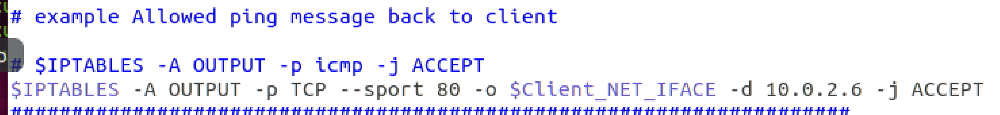 # example Allowed ping message back to client
# $IPTABLES -A OUTPUT -p icmp -j ACCEPT
$IPTABLES -A OUTPUT -p TCP --sport 80 -o $Client_NET_IFACE -d 10.0.2.6 -j ACCEPT
#####################################################################